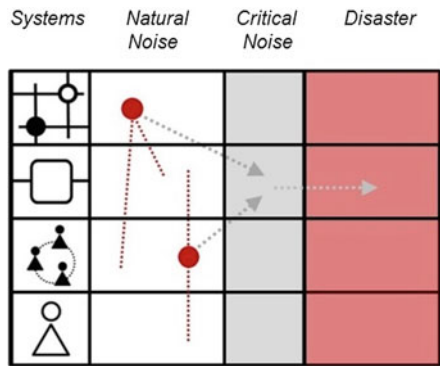 Systems
Natural
Noise
Critical
Noise
Disaster